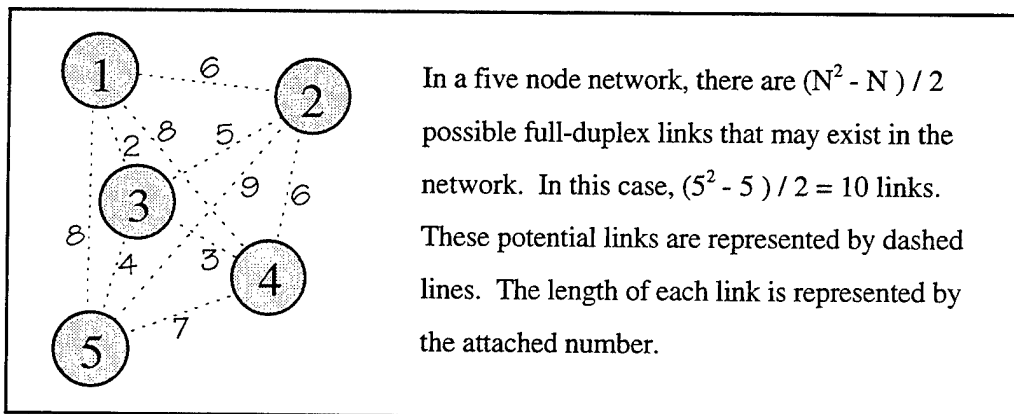 1
6
2
8
5
2
9
3
6
8
4
3
4
7
5
In a five node network, there are (N² - N ) / 2
possible full-duplex links that may exist in the
network. In this case, (5² - 5 ) / 2 = 10 links.
These potential links are represented by dashed
lines. The length of each link is represented by
the attached number.